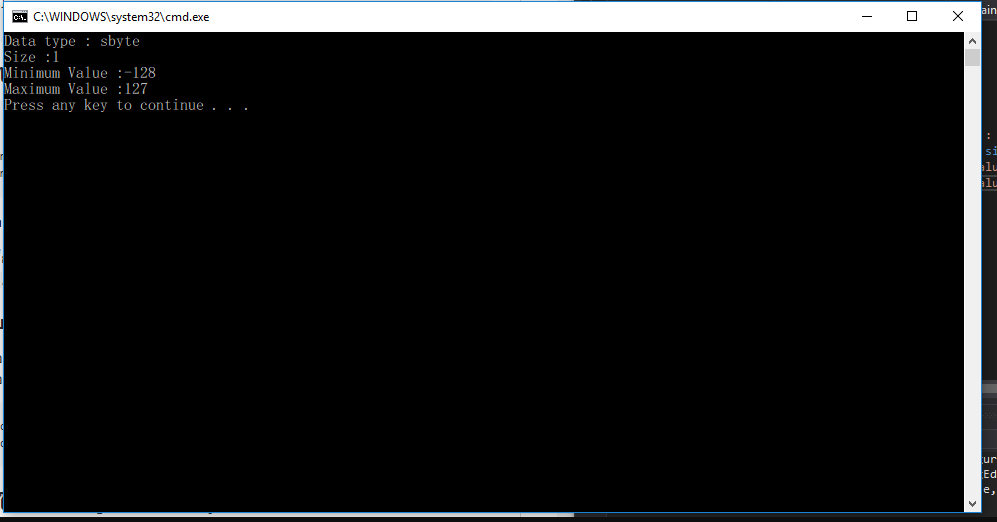 C:\WINDOWS\system32\cmd.exe
Data type : sbyte
Size :1
Minimum Value :-128
Maximum Value :127
Press any key to continue . . .